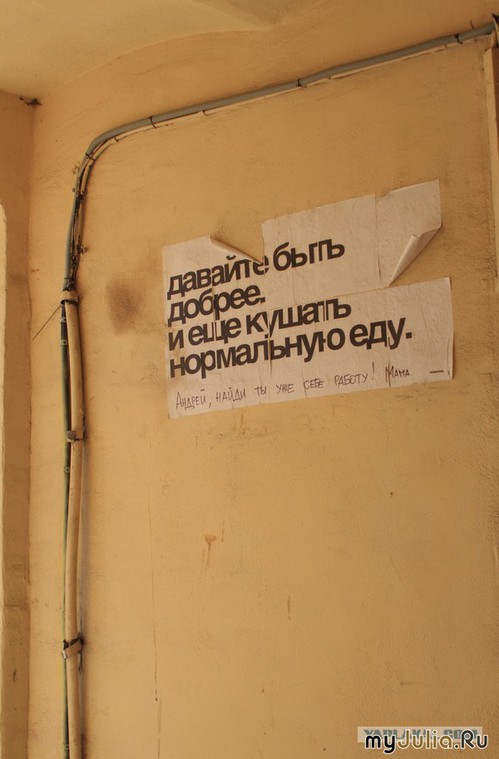 давайте быть
добрее.
и еще кушать
нормальную еду.
Андрей, найди ты уже себе работу! Мама
myJulia.Ru